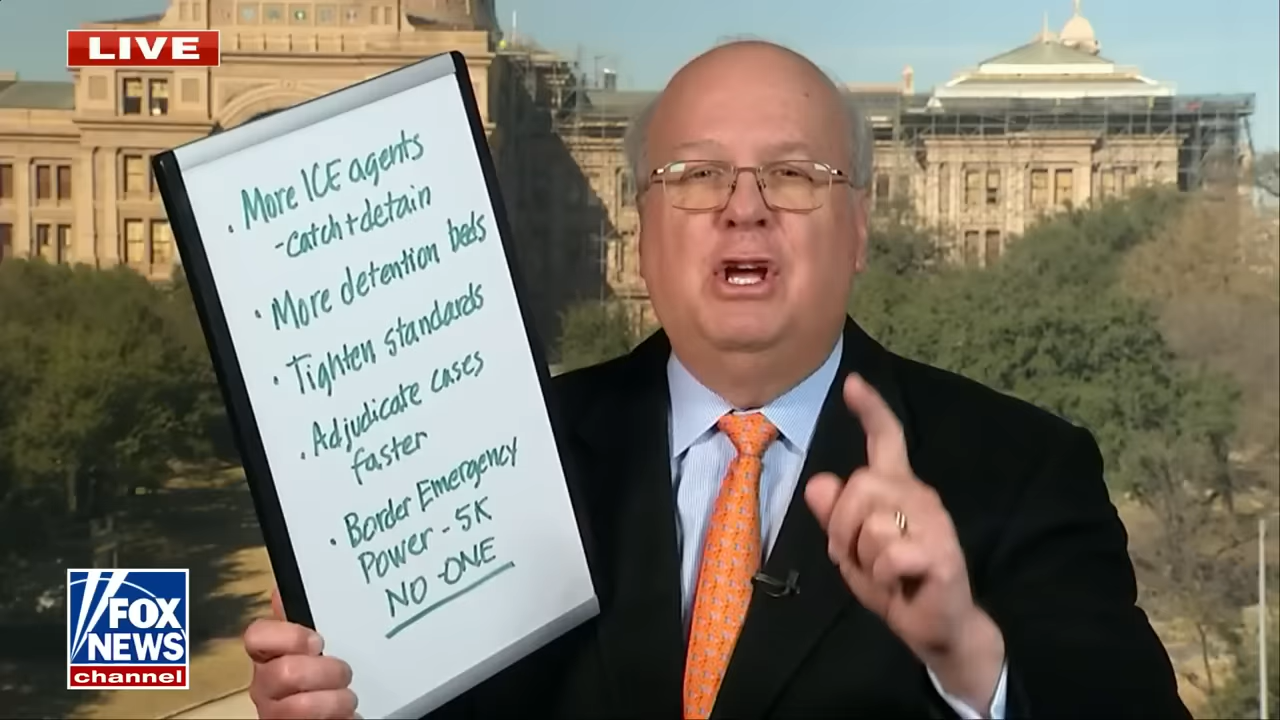 LIVE
· More ICE agents
- catch + detain
· More detention beds
· Tighten standards
· Adjudicate cases
faster
· Border Emergency
Power - 5K
NO-ONE
FOX
NEWS
channel